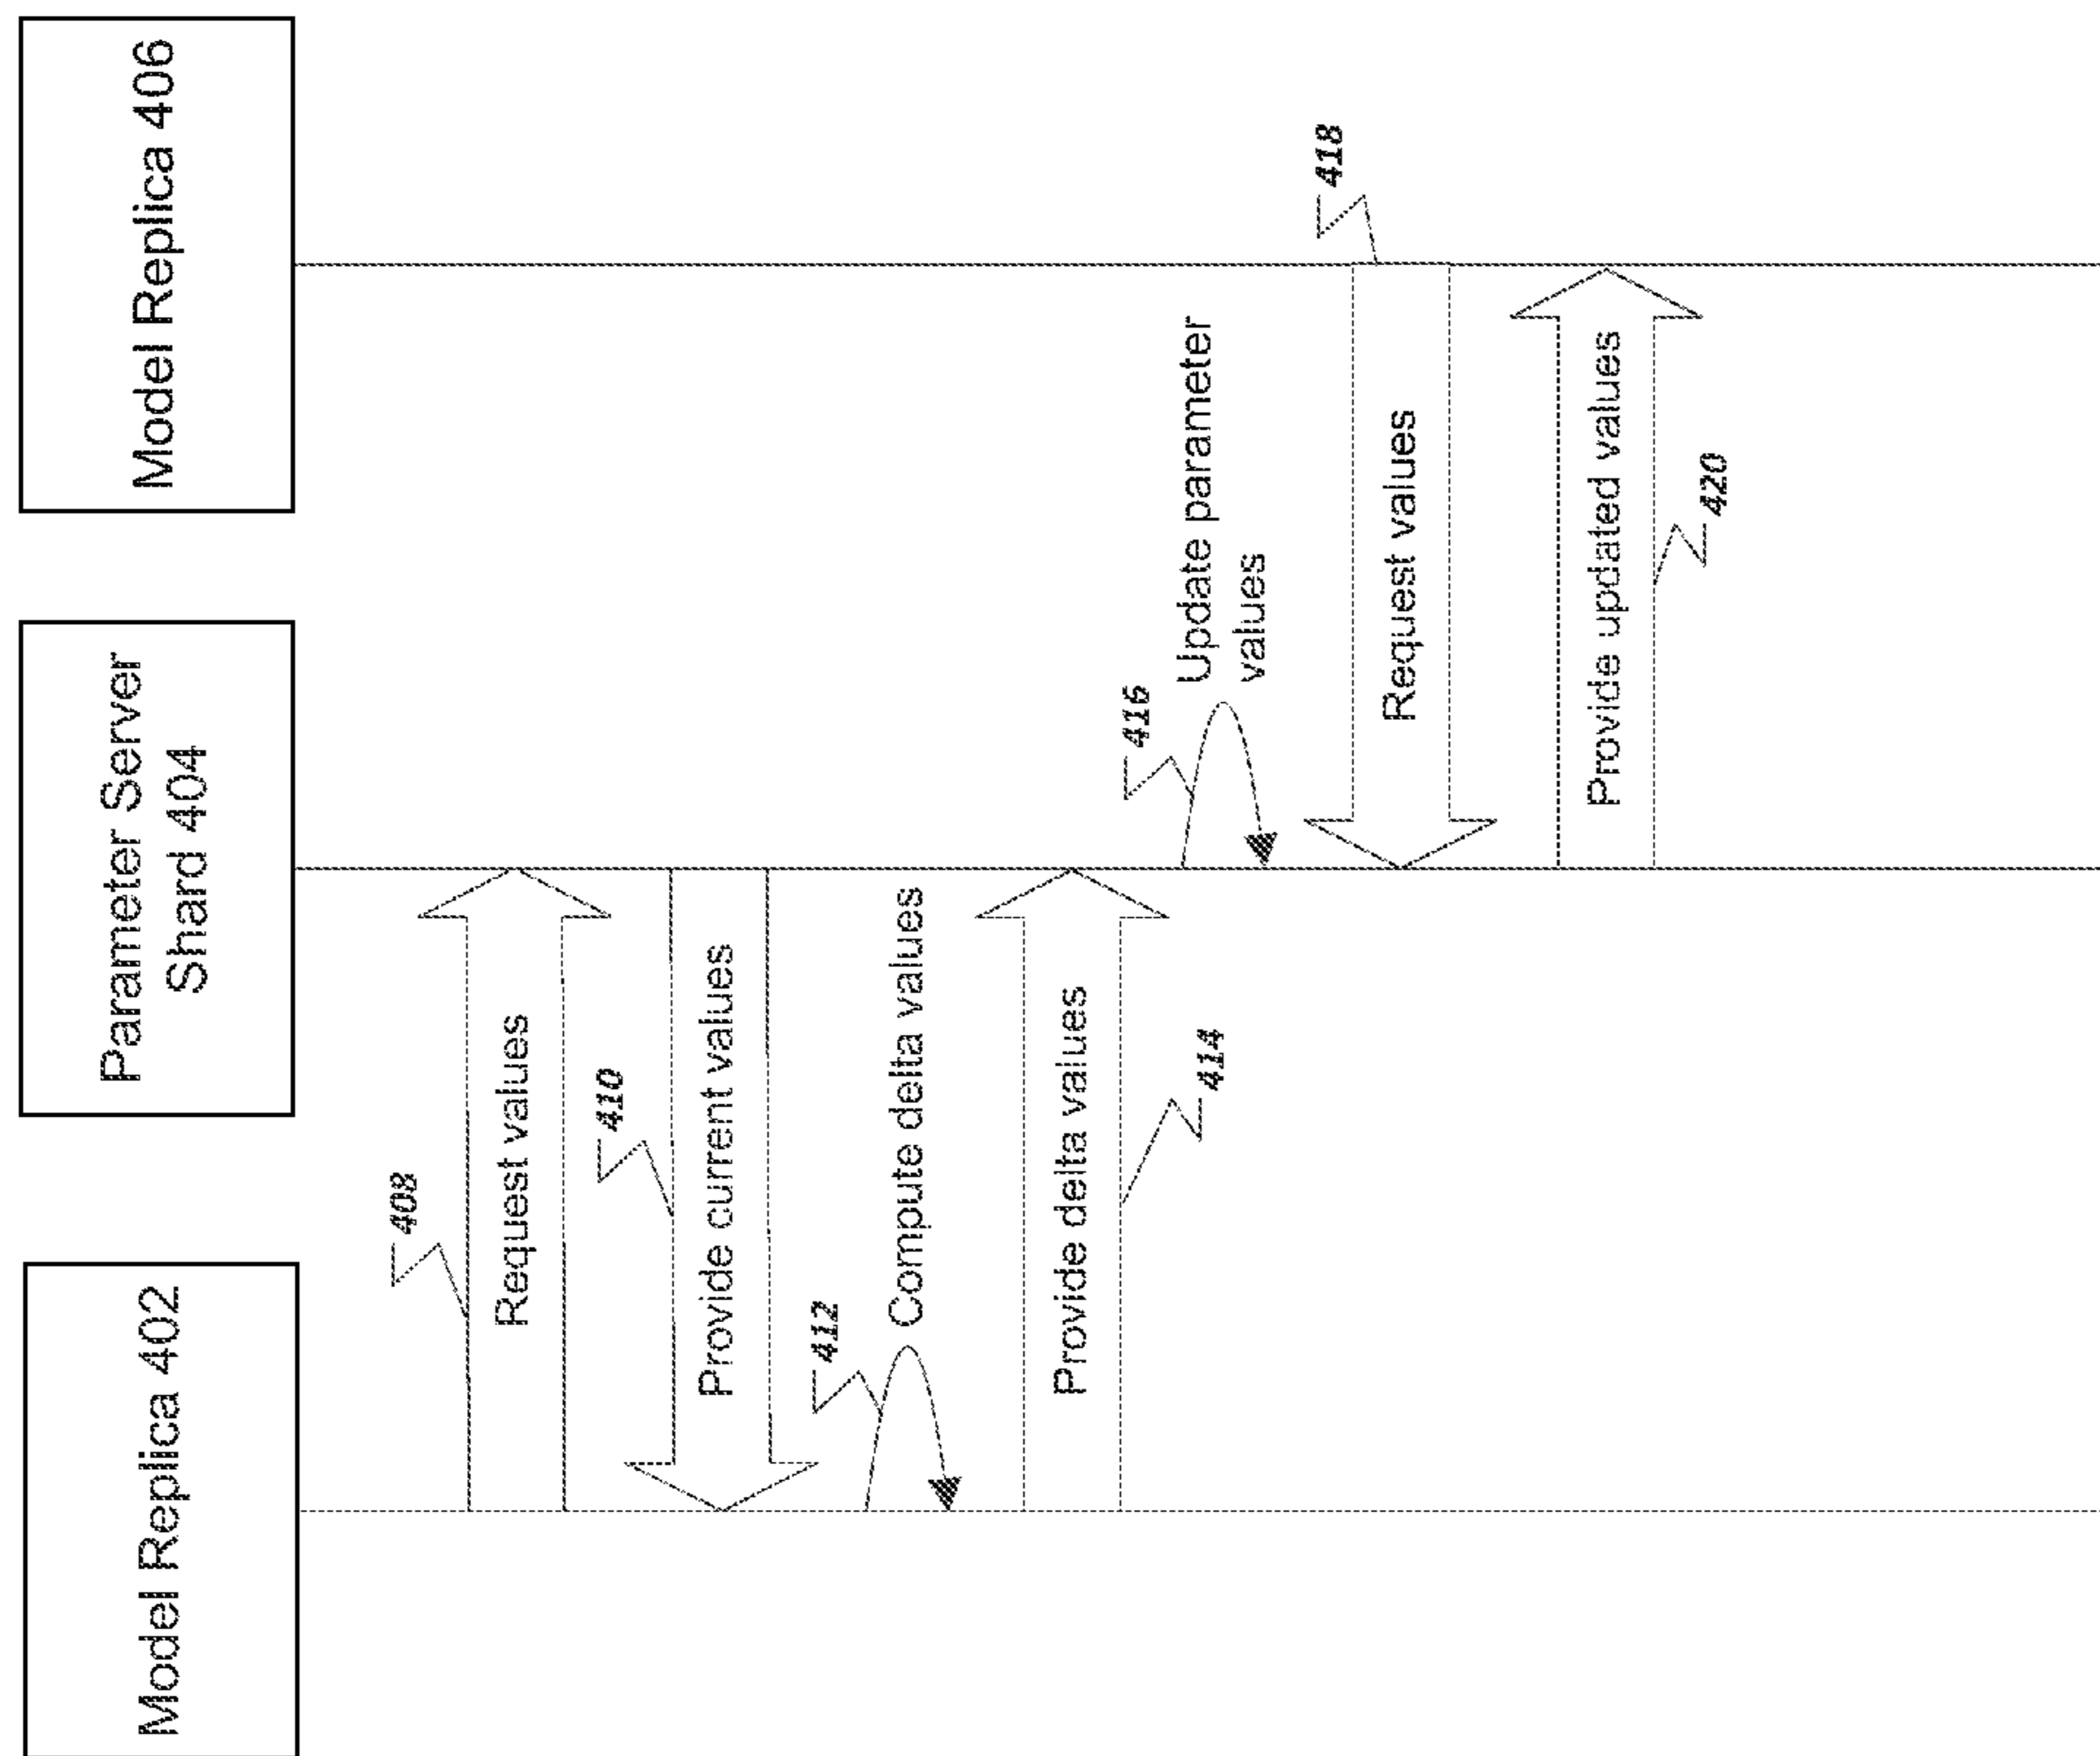 Model Replica 402
Parameter Server
Shard 404
Model Replica 406
408
Request values
410
Provide current values
412
Compute delta values
Provide delta values
414
416
Update parameter
values
418
Request values
Provide updated values
420